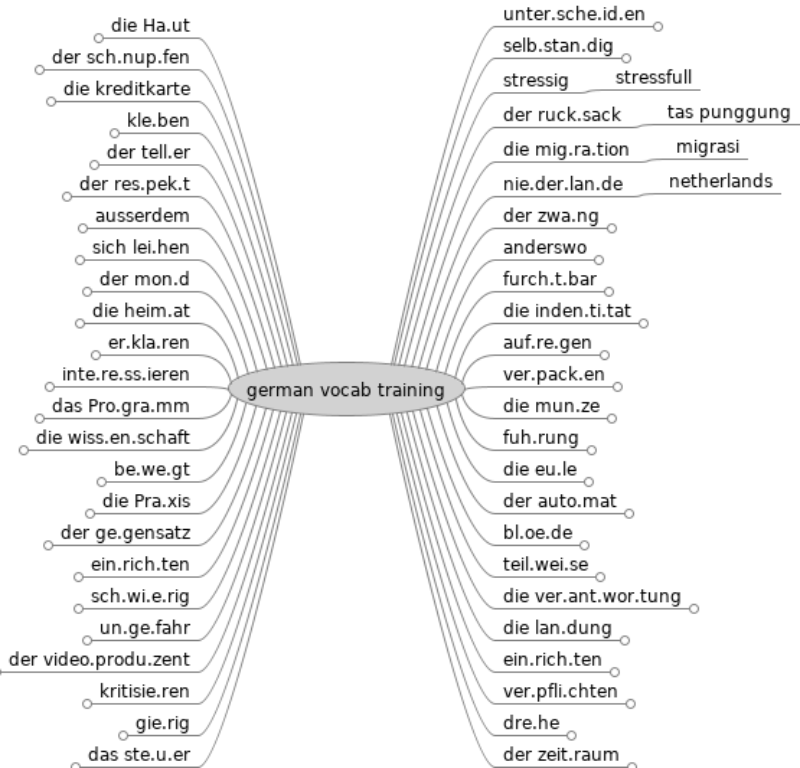 die Ha.ut
der sch.nup.fen
die kreditkarte
kle.ben
der tell.er
der res.pek.t
ausserdem
sich lei.hen
der mon.d
die heim.at
er.kla.ren
inte.re.ss.ieren
das Pro.gra.mm
die wiss.en.schaft
be.we.gt
die Pra.xis
der ge.gensatz
ein.rich.ten
sch.wi.e.rig
un.ge.fahr
der video.produ.zent
kritisie.ren
gie.rig
das ste.u.er
german vocab training
unter.sche.id.en
selb.stan.dig
stressig stressfull
der ruck.sack tas punggung
die mig.ra.tion migrasi
nie.der.lan.de netherlands
der zwa.ng
anderswo
furch.t.bar
die inden.ti.tat
auf.re.gen
ver.pack.en
die mun.ze
fuh.rung
die eu.le
der auto.mat
bl.oe.de
teil.wei.se
die ver.ant.wor.tung
die lan.dung
ein.rich.ten
ver.pfli.chten
dre.he
der zeit.raum